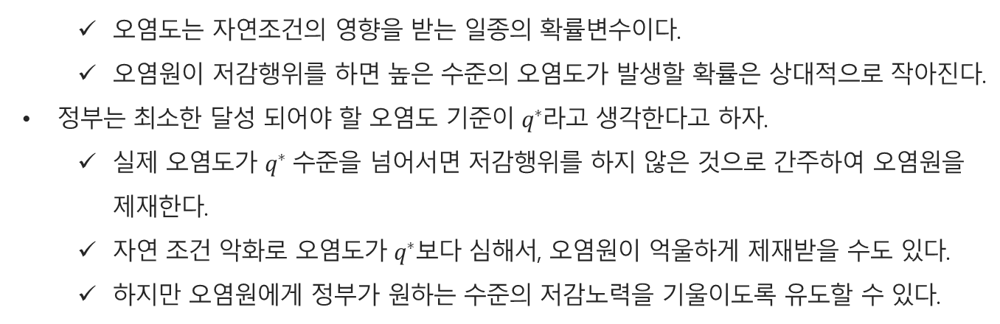 ✓ 오염도는 자연조건의 영향을 받는 일종의 확률변수이다.
✓ 오염원이 저감행위를 하면 높은 수준의 오염도가 발생할 확률은 상대적으로 작아진다.
• 정부는 최소한 달성 되어야 할 오염도 기준이 q*라고 생각한다고 하자.
✓ 실제 오염도가 q* 수준을 넘어서면 저감행위를 하지 않은 것으로 간주하여 오염원을
제재한다.
✓ 자연 조건 악화로 오염도가 q*보다 심해서, 오염원이 억울하게 제재받을 수도 있다.
✓ 하지만 오염원에게 정부가 원하는 수준의 저감노력을 기울이도록 유도할 수 있다.